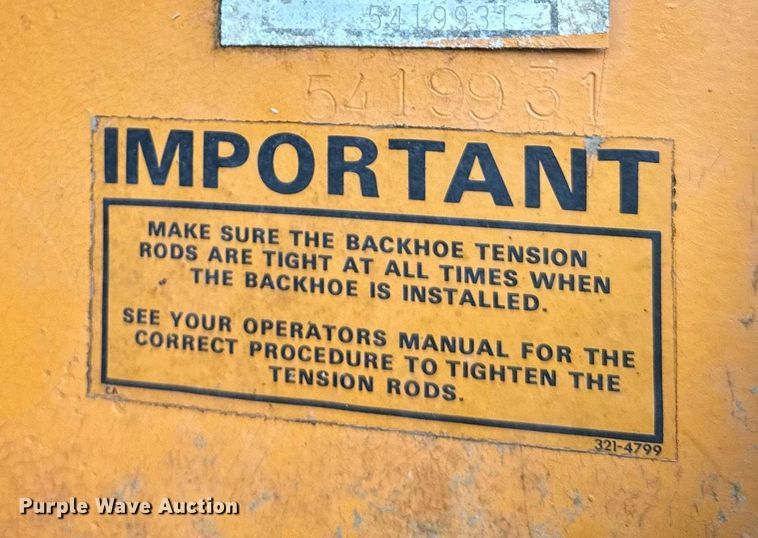 5419931
5419931
IMPORTANT
MAKE SURE THE BACKHOE TENSION
RODS ARE TIGHT AT ALL TIMES WHEN
THE BACKHOE IS INSTALLED.
SEE YOUR OPERATORS MANUAL FOR THE
CORRECT PROCEDURE TO TIGHTEN THE
TENSION RODS.
CA
321-4799
Purple Wave Auction